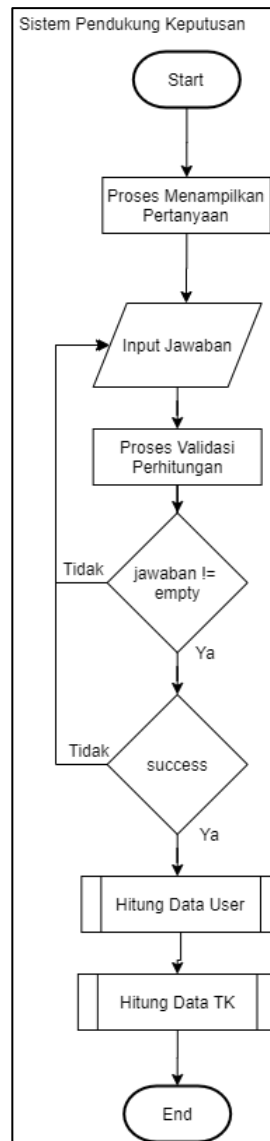 Sistem Pendukung Keputusan
Start
Proses Menampilkan
Pertanyaan
Input Jawaban
Proses Validasi
Perhitungan
jawaban !=
empty
Tidak
Ya
success
Tidak
Ya
Hitung Data User
Hitung Data TK
End